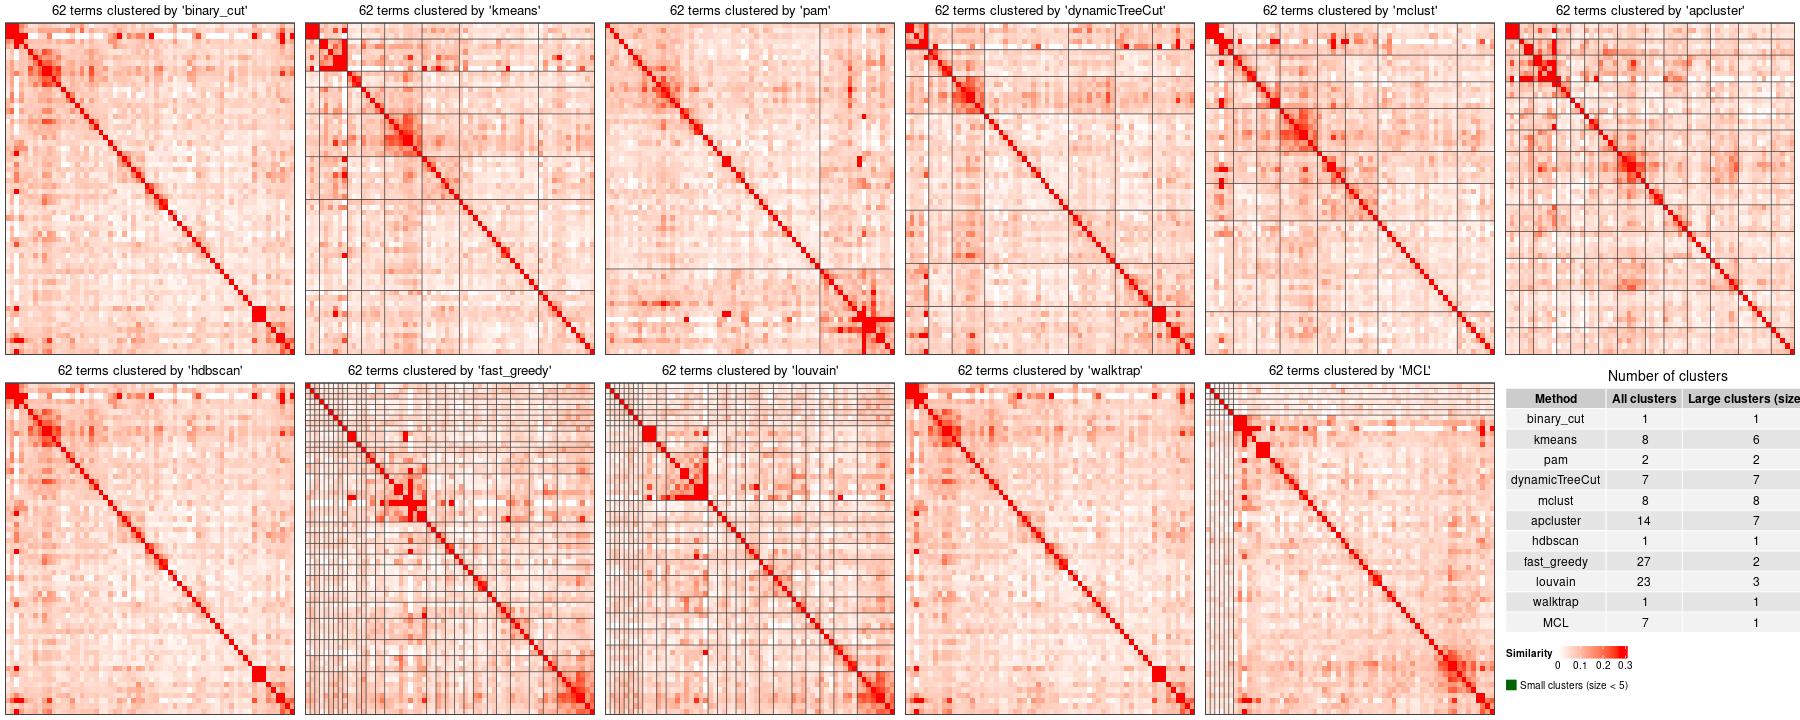 62 terms clustered by 'binary_cut'
62 terms clustered by 'kmeans'
62 terms clustered by 'pam'
62 terms clustered by 'dynamicTreeCut'
62 terms clustered by 'mclust'
62 terms clustered by 'apcluster'
62 terms clustered by 'hdbscan'
62 terms clustered by 'fast_greedy'
62 terms clustered by 'louvain'
62 terms clustered by 'walktrap'
62 terms clustered by 'MCL'
Number of clusters
Method All clusters Large clusters (size
binary_cut 1 1
kmeans 8 6
pam 2 2
dynamicTreeCut 7 7
mclust 8 8
apcluster 14 7
hdbscan 1 1
fast_greedy 27 2
louvain 23 3
walktrap 1 1
MCL 7 1
Similarity
0 0.1 0.2 0.3
Small clusters (size < 5)